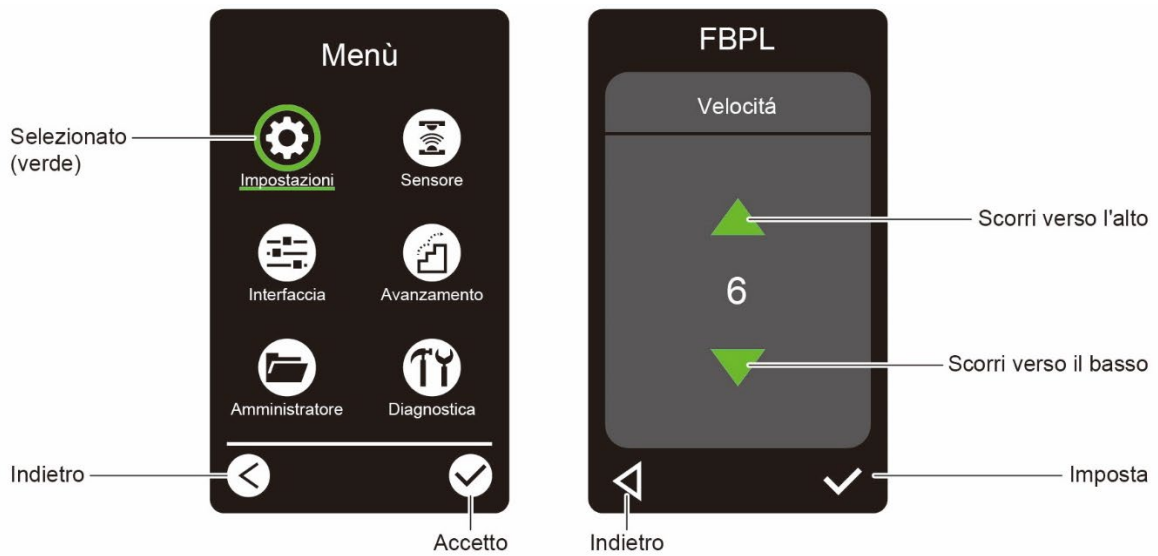 Menù
FBPL
Velocitá
Selezionato
(verde)
Impostazioni
Sensore
Scorri verso l'alto
Interfaccia
Avanzamento
6
Scorri verso il basso
Amministratore
Diagnostica
Indietro
Imposta
Accetto
Indietro